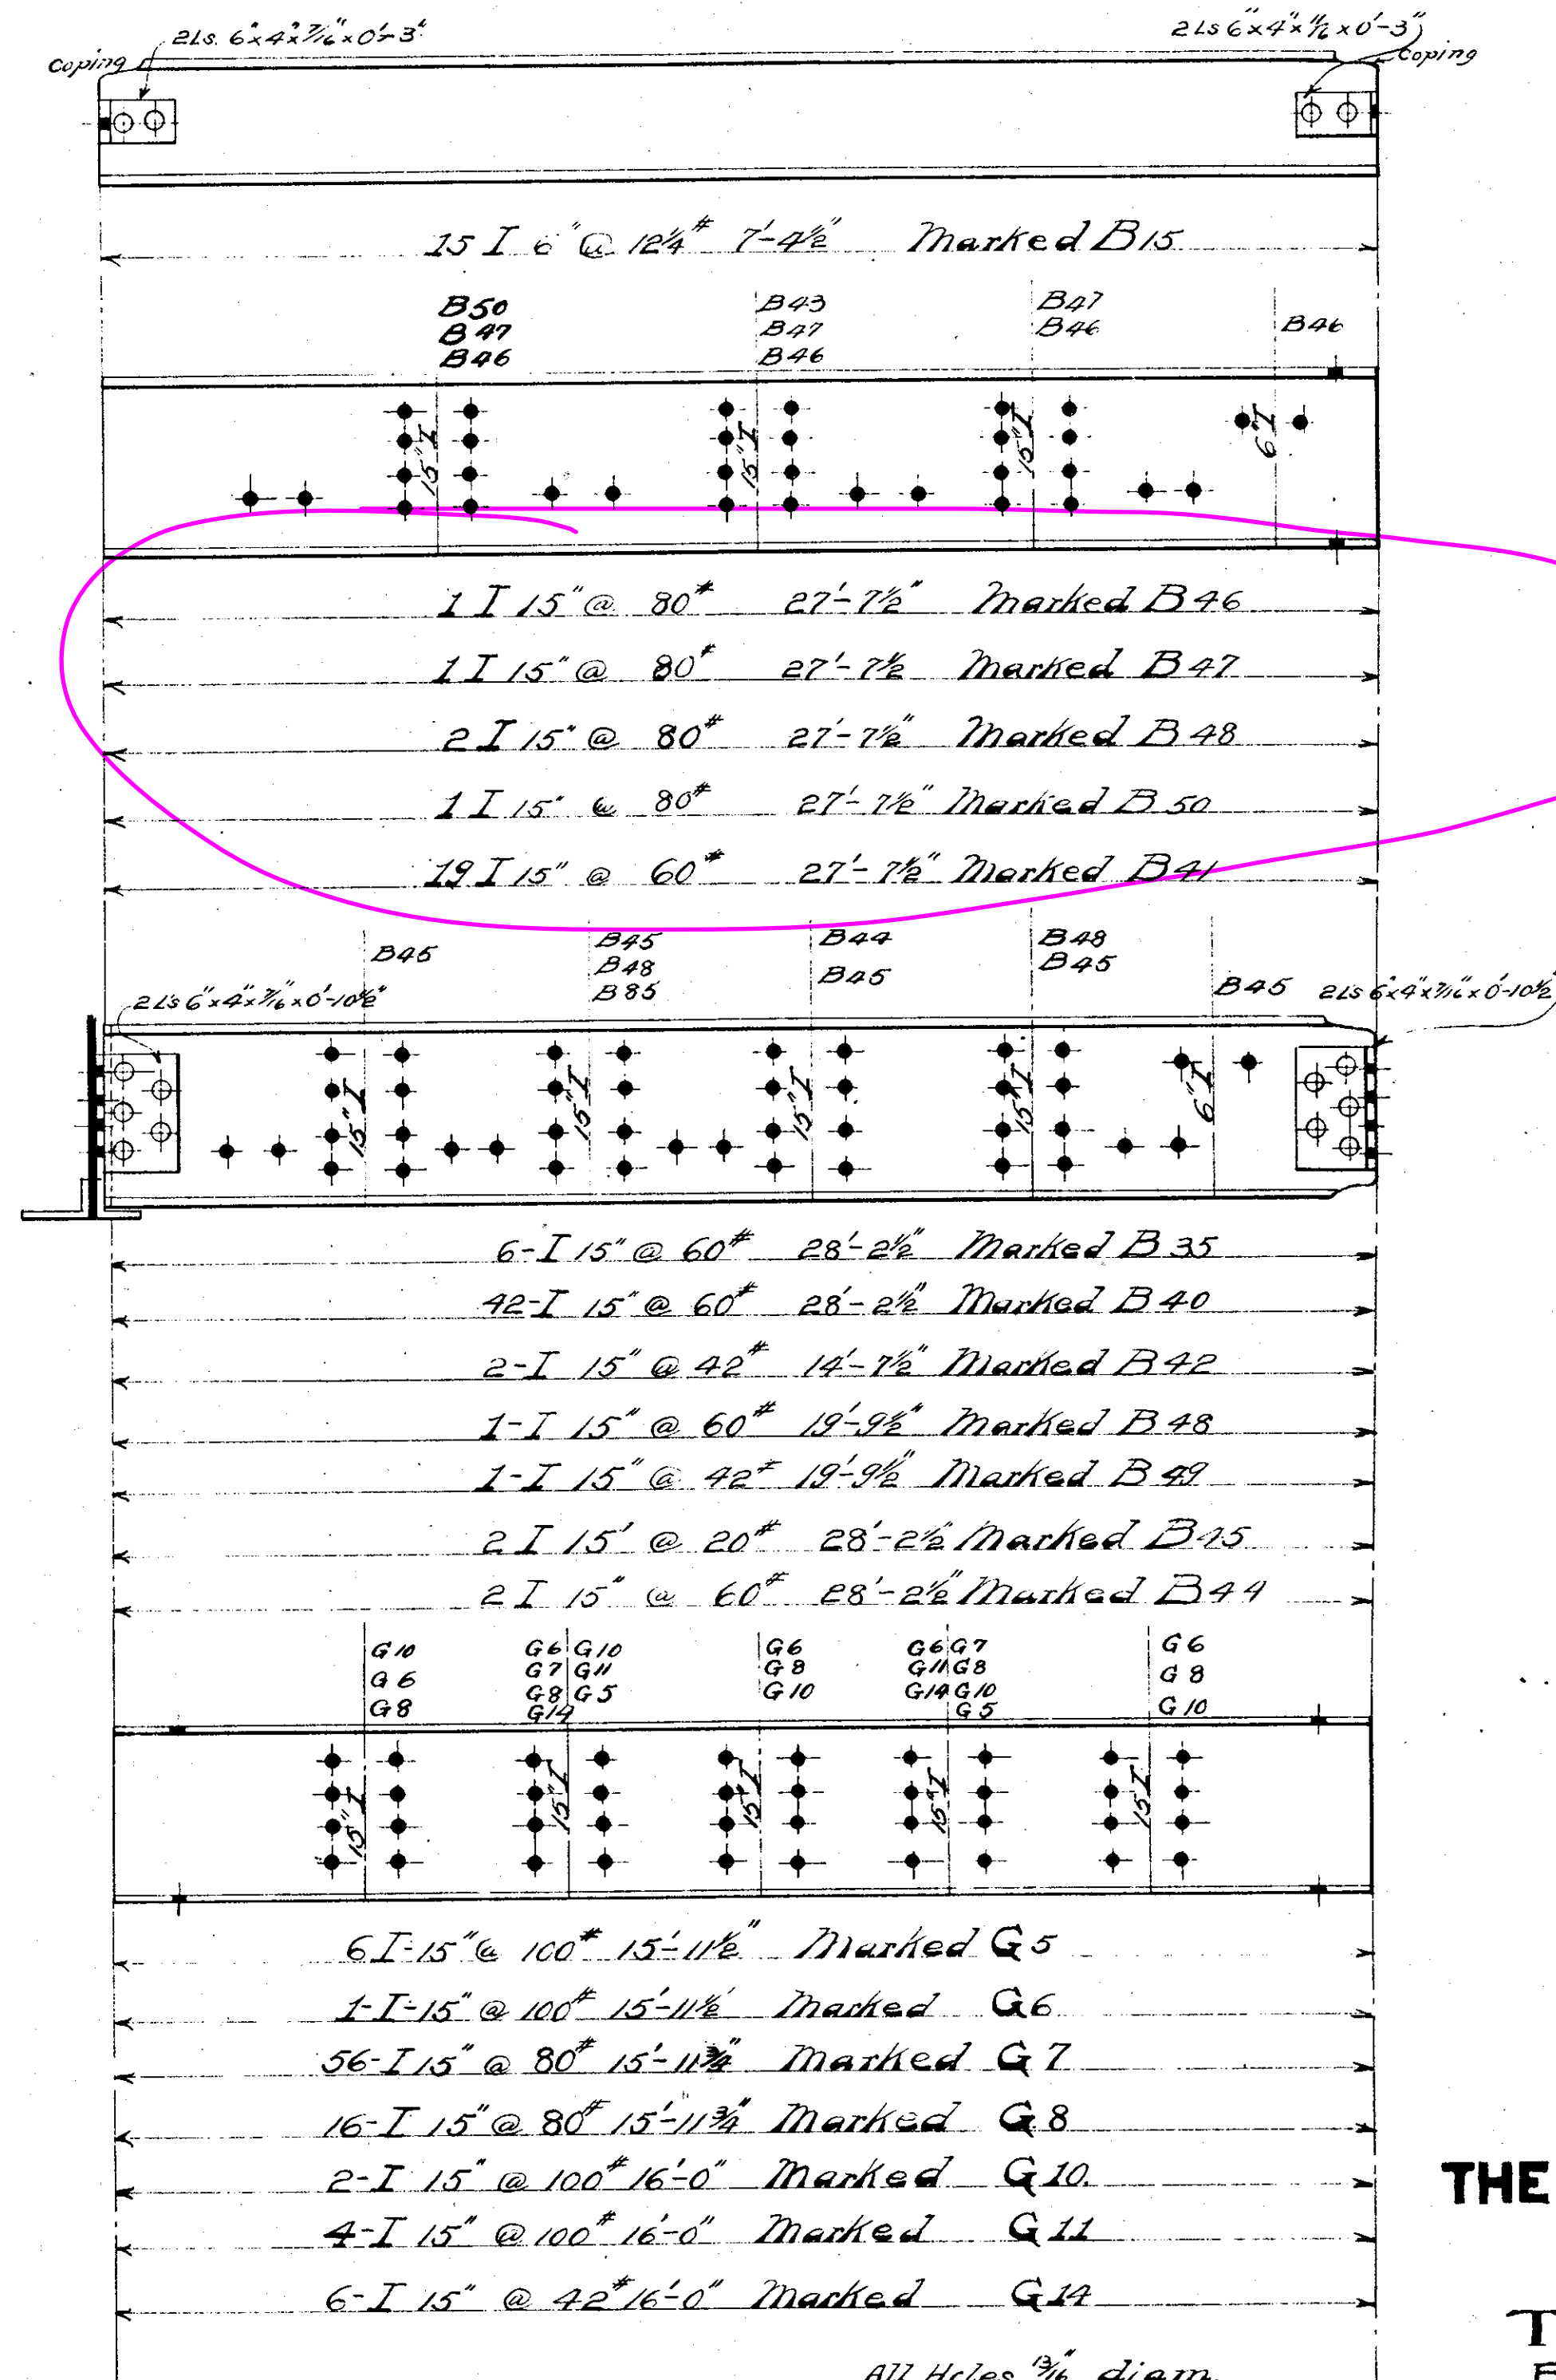 2Ls. 6"x4"x7/16"x0'-3" 2Ls 6"x4"x 11/16 x0'-3"
Coping Coping
15 I 6" @ 12¼# 7'-4½" Marked B15
B50 B43 B47
B47 B47 B46 B46
B46 B46
15"I 15"I 15"I 6"I
1 I 15" @ 80# 27'-7½" Marked B46
1 I 15" @ 80# 27'-7½ Marked B47
2 I 15" @ 80# 27'-7½" Marked B48
1 I 15" @ 80# 27'-7½" Marked B50
19 I 15" @ 60# 27'-7½" Marked B41
B45 B44 B48
B45 B48 B45 B45
B85 B45
2Ls 6"x4"x7/16"x0'-10½" 2Ls 6"x4"x7/16"x0'-10½"
15"I 15"I 15"I 15"I 6"I
6-I 15" @ 60# 28'-2½" Marked B35
42-I 15" @ 60# 28'-2½" Marked B40
2-I 15" @ 42# 14'-7½" Marked B42
1-I 15" @ 60# 19'-9½" Marked B48
1-I 15" @ 42# 19'-9½" Marked B49
2 I 15' @ 20# 28'-2½" Marked B45
2 I 15" @ 60# 28'-2½" Marked B44
G10 G6 G10 G6 G6 G7 G6
G6 G7 G11 G8 G11 G8 G8
G8 G8 G5 G10 G14 G10 G10
G14 G5
15"I 15"I 15"I 15"I 15"I
6 I-15" @ 100# 15'-11½" Marked G5
1-I-15" @ 100# 15'-11½' Marked G6
56-I 15" @ 80# 15'-11¾" Marked G7
16-I 15" @ 80# 15'-11¾" Marked G8
2-I 15" @ 100# 16'-0" Marked G10.
4-I 15" @ 100# 16'-0" Marked G11
6-I 15" @ 42# 16'-0" Marked G14
THE
T
All Holes 13/16" diam.